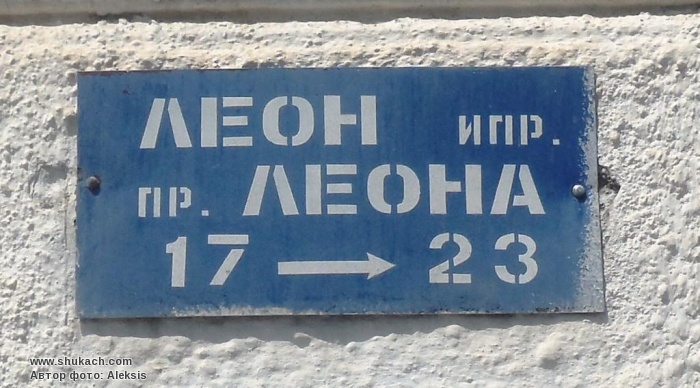 ЛЕОН ИПР.
ПР. ЛЕОНА
17 → 23
www.shukach.com
Автор фото: Aleksis